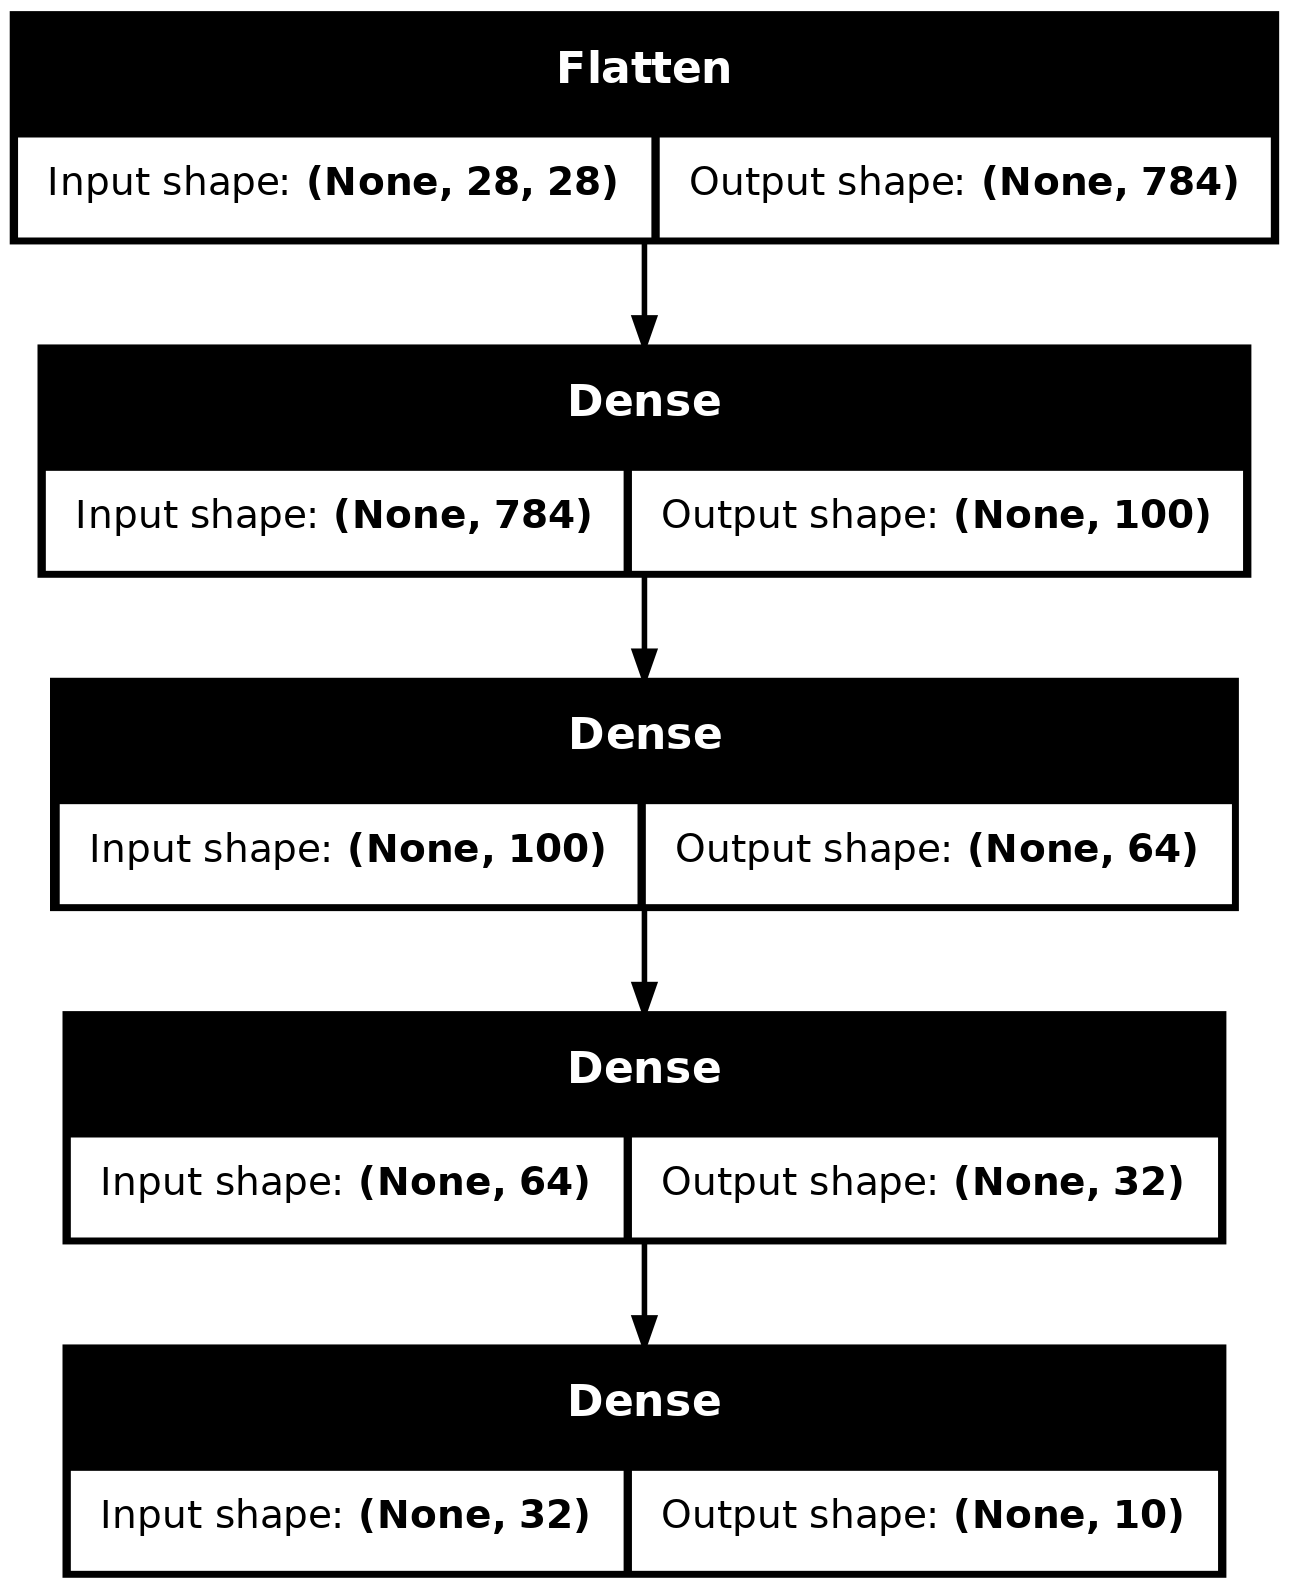 Flatten
Input shape: (None, 28, 28) Output shape: (None, 784)
Dense
Input shape: (None, 784) Output shape: (None, 100)
Dense
Input shape: (None, 100) Output shape: (None, 64)
Dense
Input shape: (None, 64) Output shape: (None, 32)
Dense
Input shape: (None, 32) Output shape: (None, 10)